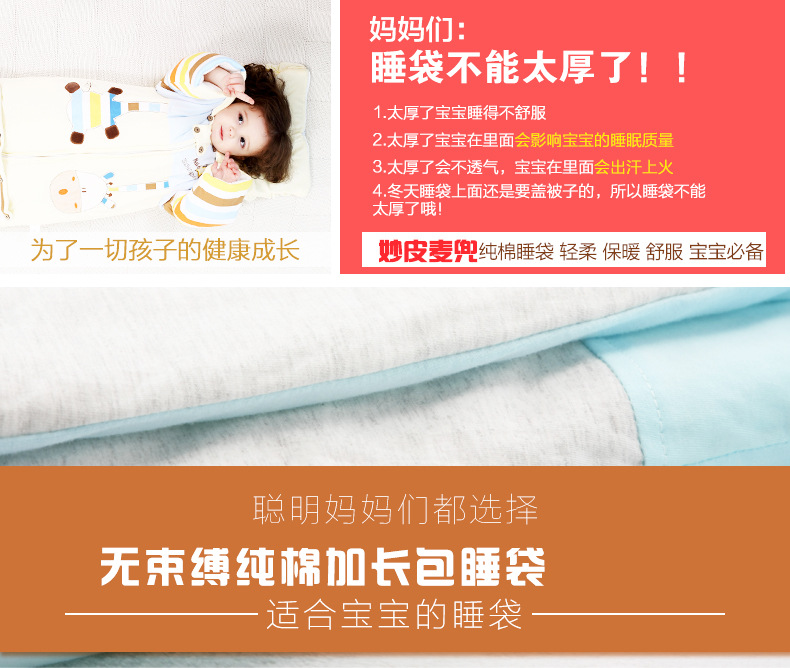 妈妈们：
睡袋不能太厚了！！
1.太厚了宝宝睡得不舒服
2.太厚了宝宝在里面会影响宝宝的睡眠质量
3.太厚了会不透气，宝宝在里面会出汗上火
4.冬天睡袋上面还是要盖被子的，所以睡袋不能
太厚了哦！
为了一切孩子的健康成长
妙皮麦兜纯棉睡袋 轻柔 保暖 舒服 宝宝必备
聪明妈妈们都选择
无束缚纯棉加长包睡袋
适合宝宝的睡袋